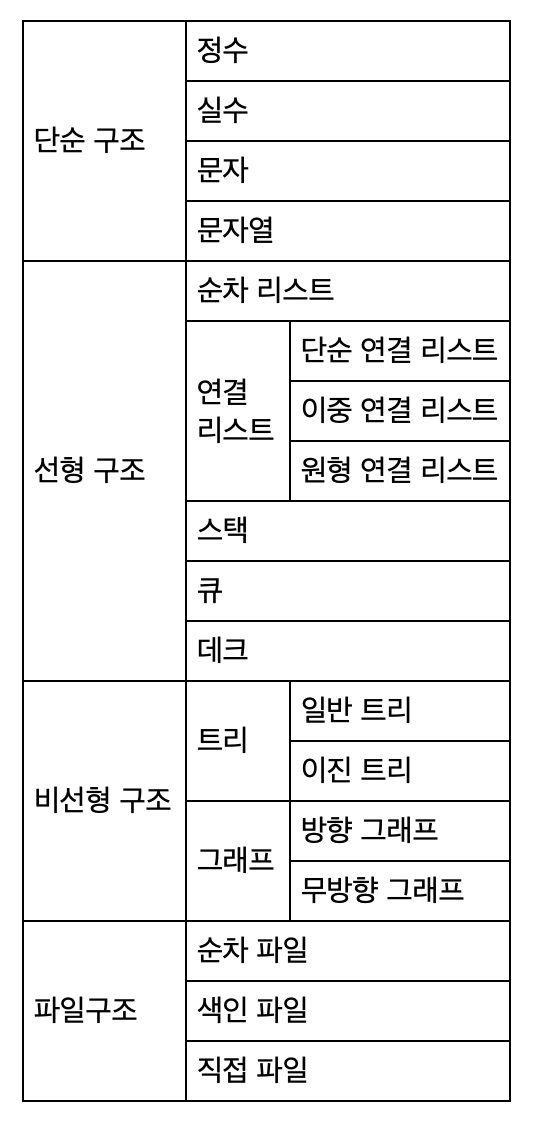 단순 구조
정수
실수
문자
문자열
선형 구조
순차 리스트
연결
리스트
단순 연결 리스트
이중 연결 리스트
원형 연결 리스트
스택
큐
데크
비선형 구조
트리
일반 트리
이진 트리
그래프
방향 그래프
무방향 그래프
파일구조
순차 파일
색인 파일
직접 파일